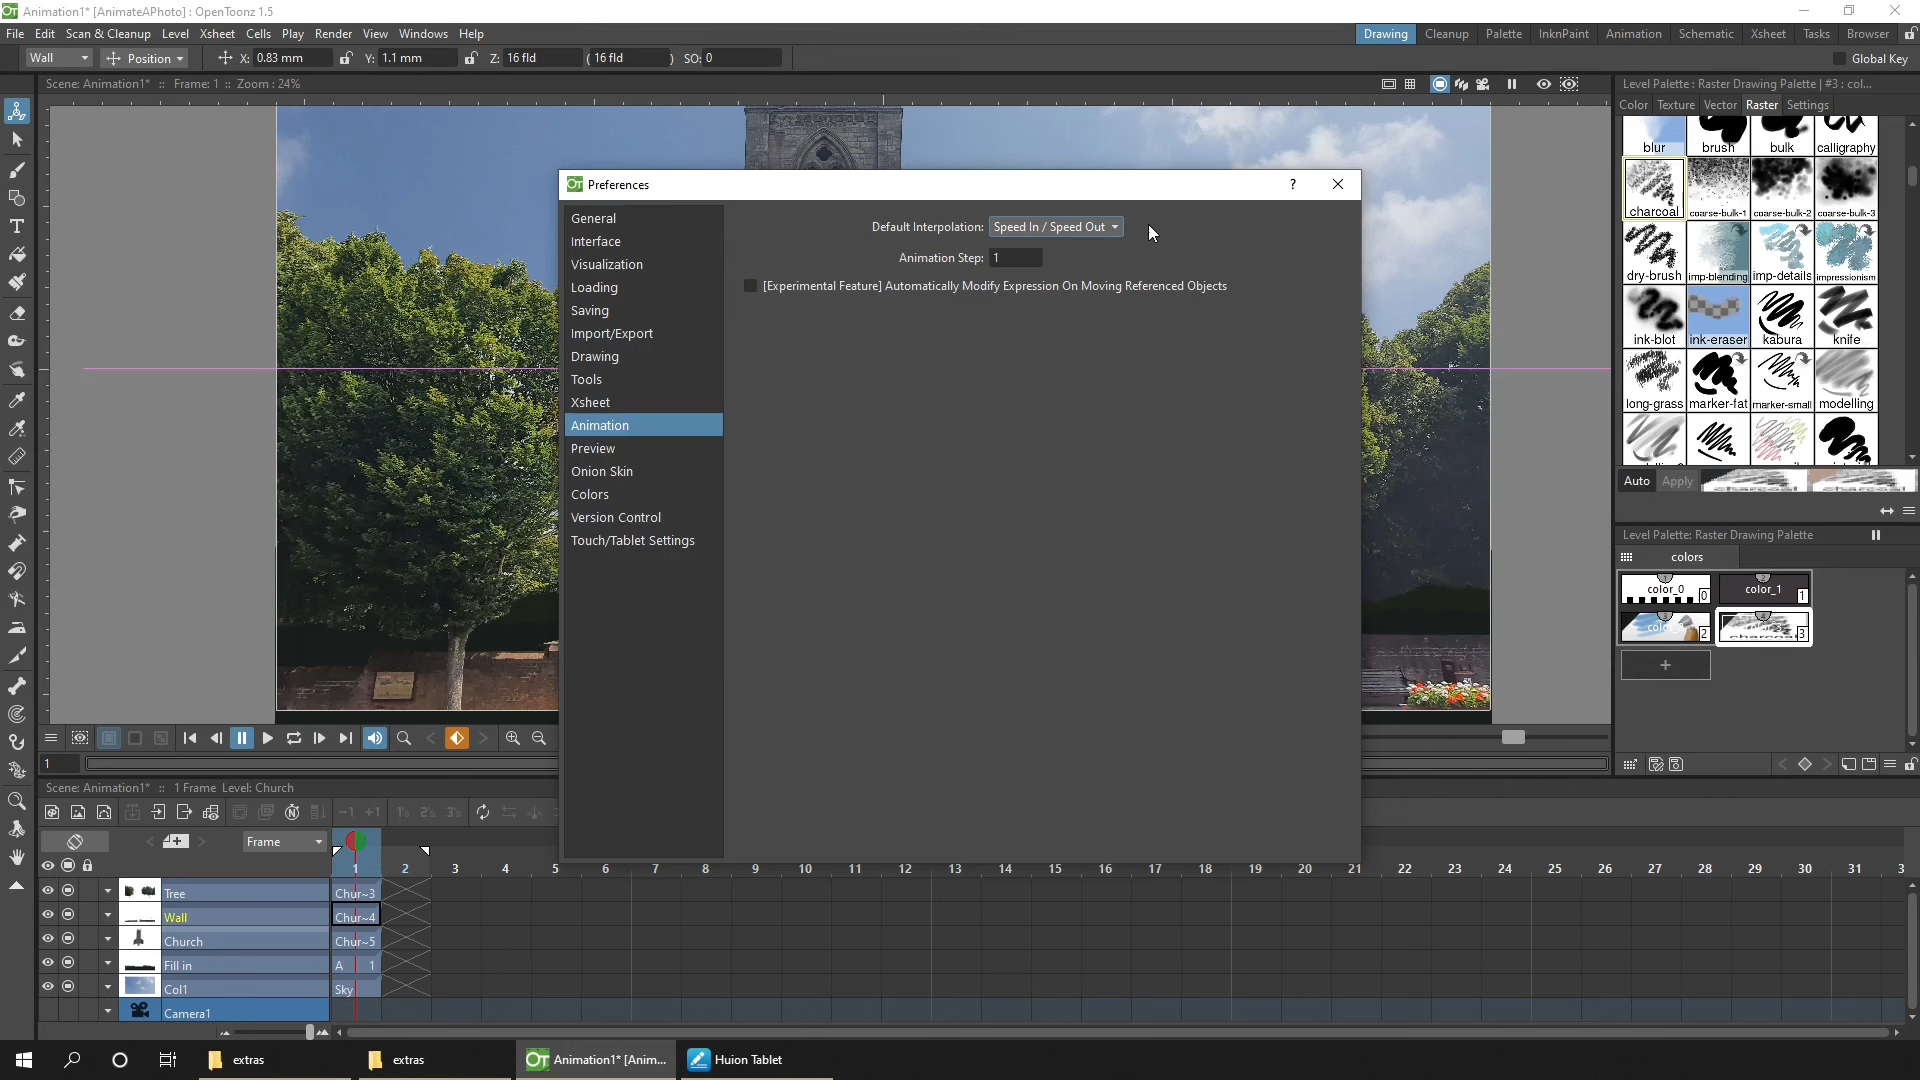 Animation1* [AnimateAPhoto] : OpenToonz 1.5
File Edit Scan & Cleanup Level Xsheet Cells Play Render View Windows Help
Drawing Cleanup Palette InknPaint Animation Schematic Xsheet Tasks Browser
Wall Position X: 0.83 mm Y: 1.1 mm Z: 16 fld ( 16 fld ) SO: 0
Global Key
Scene: Animation1* :: Frame: 1 :: Zoom : 24%
Level Palette : Raster Drawing Palette | #3 : col...
Color Texture Vector Raster Settings
blur brush bulk calligraphy
charcoal coarse-bulk-1 coarse-bulk-2 coarse-bulk-3
dry-brush imp-blending imp-details impressionism
ink-blot ink-eraser kabura knife
long-grass marker-fat marker-small modelling
Auto Apply
Level Palette: Raster Drawing Palette
colors
color_0 0 color_1 1
2 3
+
Preferences
?
General
Interface
Visualization
Loading
Saving
Import/Export
Drawing
Tools
Xsheet
Animation
Preview
Onion Skin
Colors
Version Control
Touch/Tablet Settings
Default Interpolation: Speed In / Speed Out
Animation Step: 1
[Experimental Feature] Automatically Modify Expression On Moving Referenced Objects
1
Scene: Animation1* :: 1 Frame Level: Church
-1 +1 1's 2's 3's
Frame
1 2 3 4 5 6 7 8 9 10 11 12 13 14 15 16 17 18 19 20 21 22 23 24 25 26 27 28 29 30 31 3
Tree Chur~3
Wall Chur~4
Church Chur~5
Fill in A 1
Col1 Sky
Camera1
extras extras Animation1* [Anim... Huion Tablet